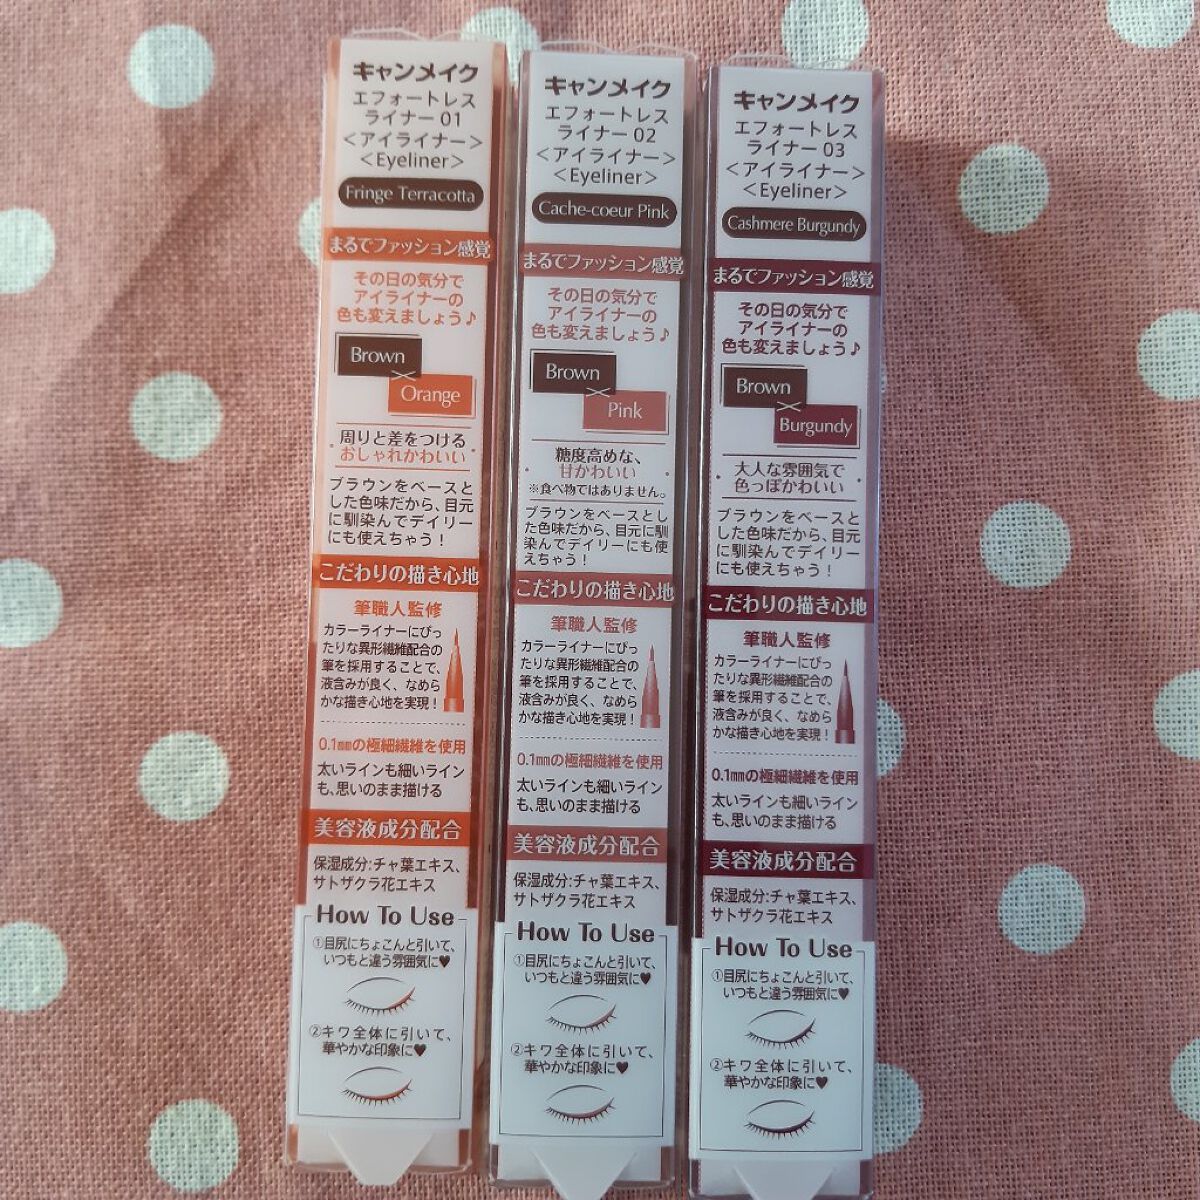 キャンメイク
エフォートレス
ライナー 01
＜アイライナー＞
＜Eyeliner＞
Fringe Terracotta
まるでファッション感覚
その日の気分で
アイライナーの
色も変えましょう♪
Brown
×
Orange
周りと差をつける
おしゃれかわいい
ブラウンをベースと
した色味だから、目元
に馴染んでデイリー
にも使えちゃう！
こだわりの描き心地
筆職人監修
カラーライナーにぴっ
たりな異形繊維配合の
筆を採用することで、
液含みが良く、なめら
かな描き心地を実現！
0.1㎜の極細繊維を使用
太いラインも細いライン
も、思いのまま描ける
美容液成分配合
保湿成分:チャ葉エキス、
サトザクラ花エキス
How To Use
①目尻にちょこんと引いて、
いつもと違う雰囲気に♥
②キワ全体に引いて、
華やかな印象に♥
キャンメイク
エフォートレス
ライナー 02
＜アイライナー＞
＜Eyeliner＞
Cache-coeur Pink
まるでファッション感覚
その日の気分で
アイライナーの
色も変えましょう♪
Brown
×
Pink
糖度高めな、
甘かわいい
※食べ物ではありません。
ブラウンをベースとし
た色味だから、目元に馴
染んでデイリーにも使
えちゃう！
こだわりの描き心地
筆職人監修
カラーライナーにぴっ
たりな異形繊維配合の
筆を採用することで、
液含みが良く、なめら
かな描き心地を実現！
0.1㎜の極細繊維を使用
太いラインも細いライン
も、思いのまま描ける
美容液成分配合
保湿成分:チャ葉エキス、
サトザクラ花エキス
How To Use
①目尻にちょこんと引いて、
いつもと違う雰囲気に♥
②キワ全体に引いて、
華やかな印象に♥
キャンメイク
エフォートレス
ライナー 03
＜アイライナー＞
＜Eyeliner＞
Cashmere Burgundy
まるでファッション感覚
その日の気分で
アイライナーの
色も変えましょう♪
Brown
×
Burgundy
大人な雰囲気で
色っぽかわいい
ブラウンをベースと
した色味だから、目元
に馴染んでデイリー
にも使えちゃう！
こだわりの描き心地
筆職人監修
カラーライナーにぴっ
たりな異形繊維配合の
筆を採用することで、
液含みが良く、なめら
かな描き心地を実現！
0.1㎜の極細繊維を使用
太いラインも細いライン
も、思いのまま描ける
美容液成分配合
保湿成分:チャ葉エキス、
サトザクラ花エキス
How To Use
①目尻にちょこんと引いて、
いつもと違う雰囲気に♥
②キワ全体に引いて、
華やかな印象に♥